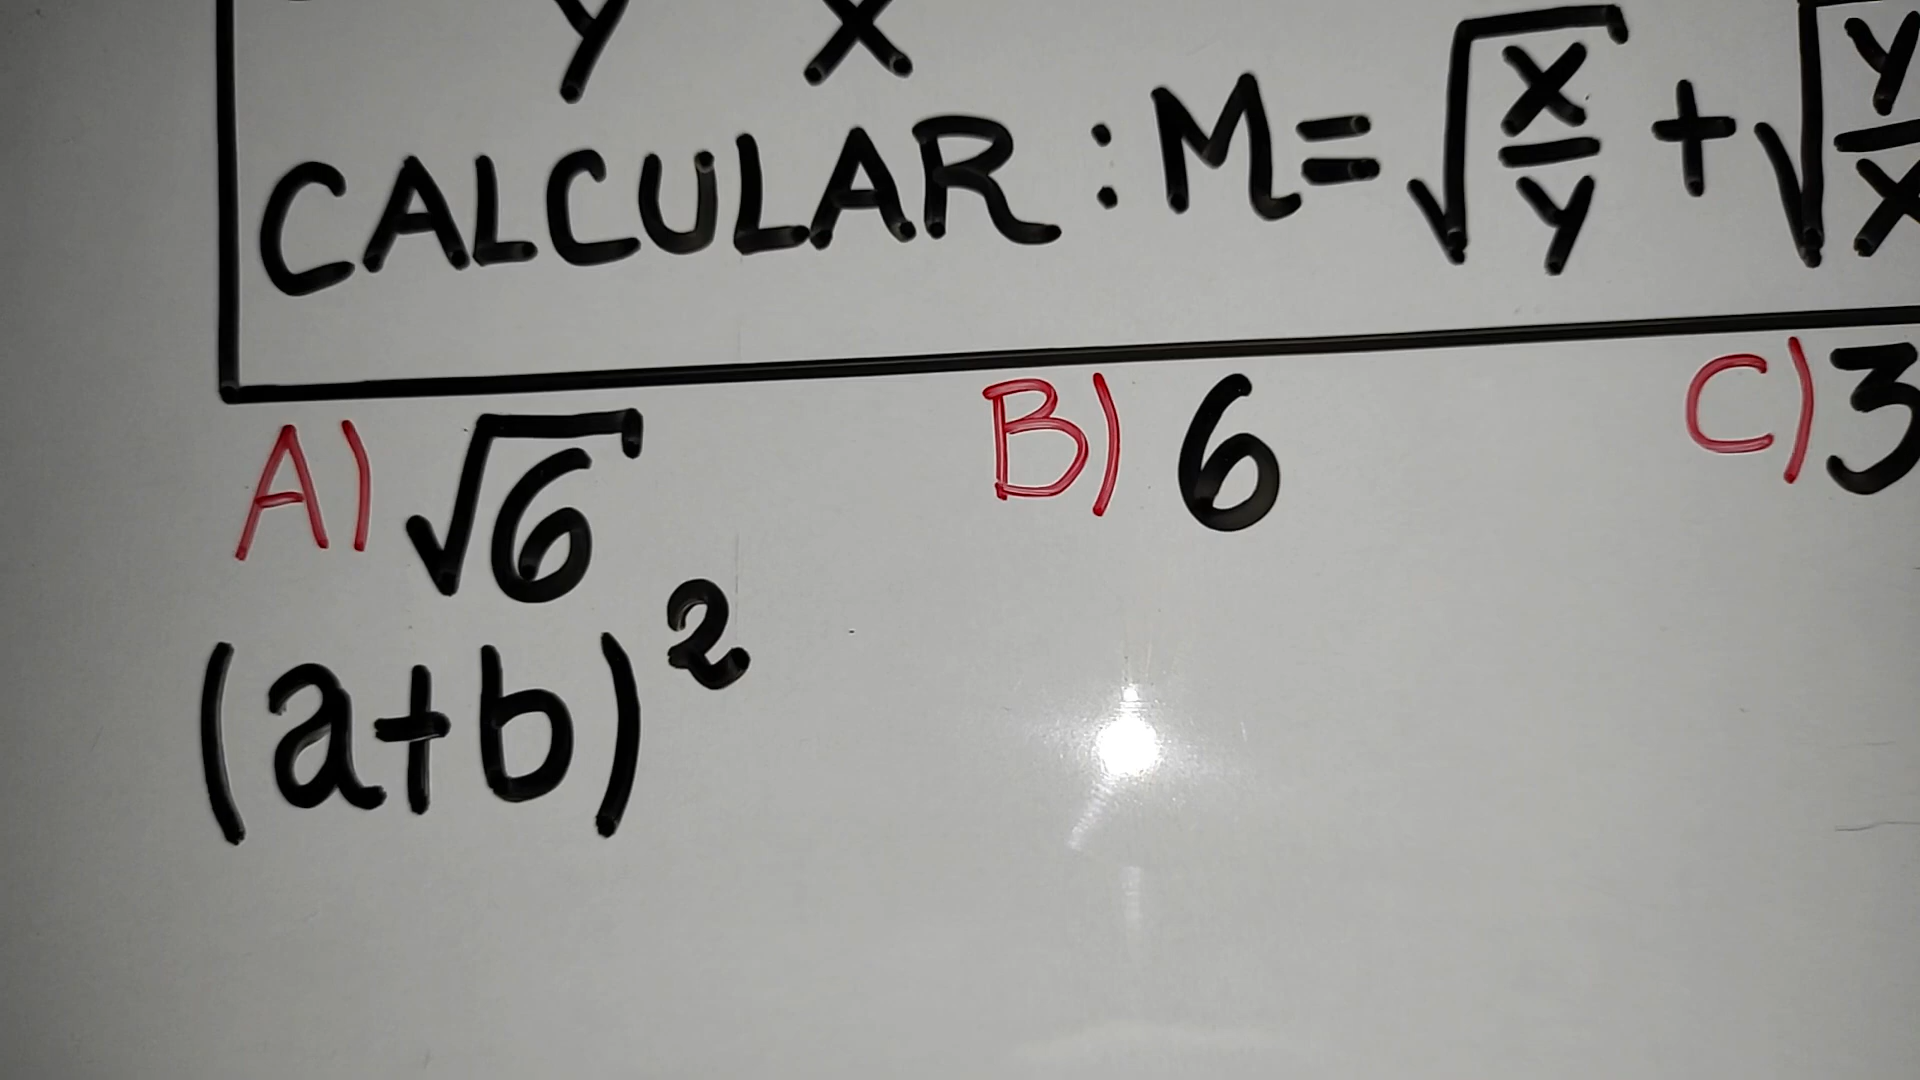 y x
CALCULAR : M = √(x/y) + √(y/x)
A) √6 B) 6 C) 3
(a+b)²